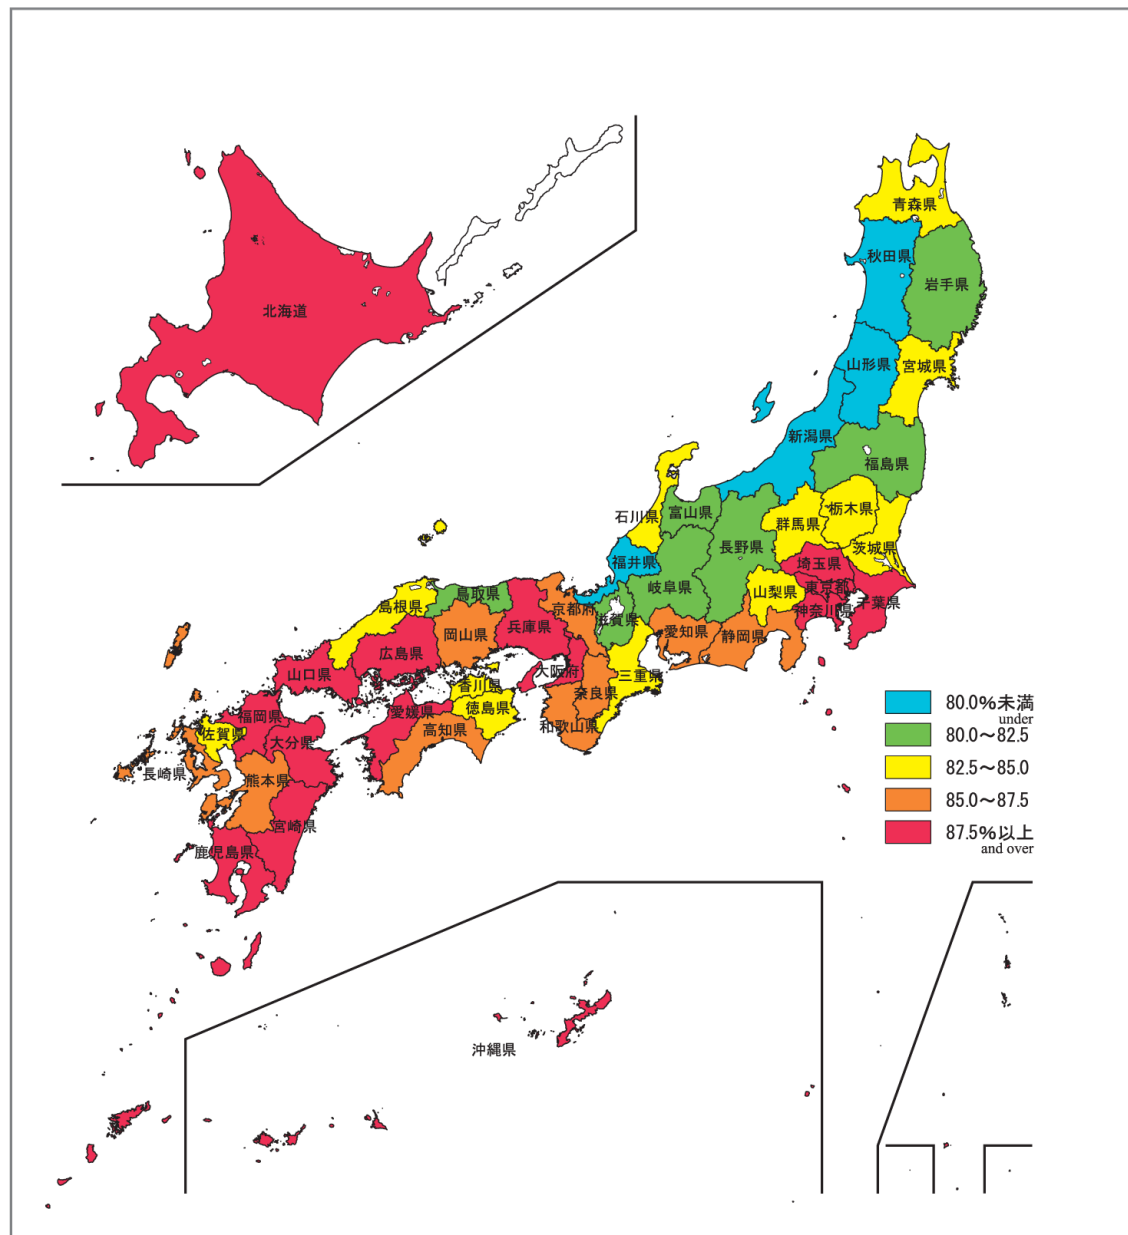 北海道
青森県
秋田県
岩手県
山形県
宮城県
新潟県
福島県
石川県
富山県
群馬県
栃木県
茨城県
長野県
福井県
埼玉県
岐阜県
山梨県
東京都
神奈川県
千葉県
島根県
鳥取県
京都府
滋賀県
兵庫県
愛知県
静岡県
岡山県
広島県
大阪府
三重県
山口県
香川県
奈良県
徳島県
和歌山県
愛媛県
高知県
福岡県
佐賀県
大分県
長崎県
熊本県
宮崎県
鹿児島県
沖縄県
80.0%未満
under
80.0～82.5
82.5～85.0
85.0～87.5
87.5%以上
and over